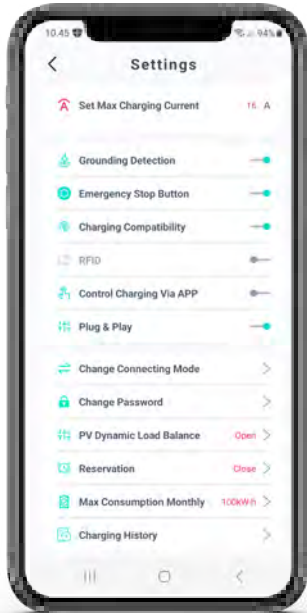 10.45 94%
Settings
Set Max Charging Current 16 A
Grounding Detection
Emergency Stop Button
Charging Compatibility
RFID
Control Charging Via APP
Plug & Play
Change Connecting Mode
Change Password
PV Dynamic Load Balance Open
Reservation Close
Max Consumption Monthly 100kWh
Charging History